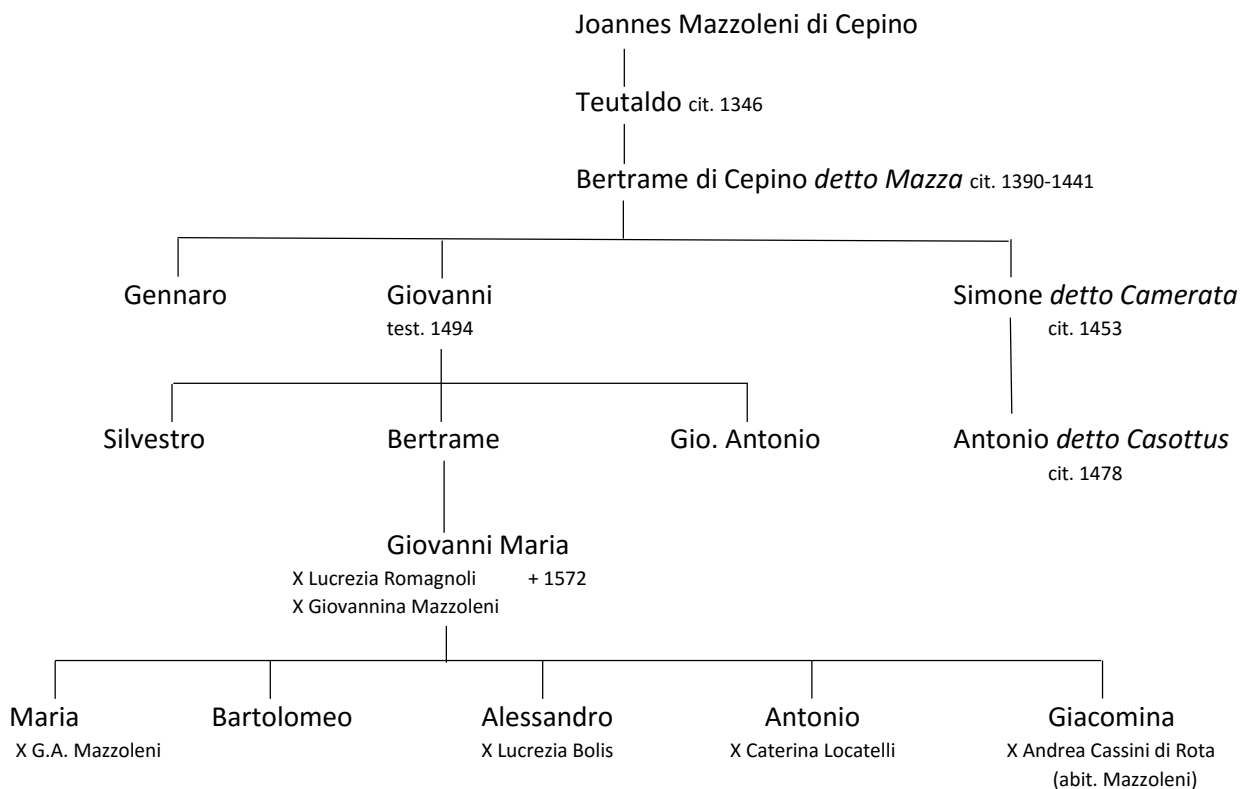 Joannes Mazzoleni di Cepino
Teutaldo cit. 1346
Bertrame di Cepino detto Mazza cit. 1390-1441
Gennaro Giovanni Simone detto Camerata
test. 1494 cit. 1453
Silvestro Bertrame Gio. Antonio Antonio detto Casottus
cit. 1478
Giovanni Maria
X Lucrezia Romagnoli + 1572
X Giovannina Mazzoleni
Maria Bartolomeo Alessandro Antonio Giacomina
X G.A. Mazzoleni X Lucrezia Bolis X Caterina Locatelli X Andrea Cassini di Rota
(abit. Mazzoleni)